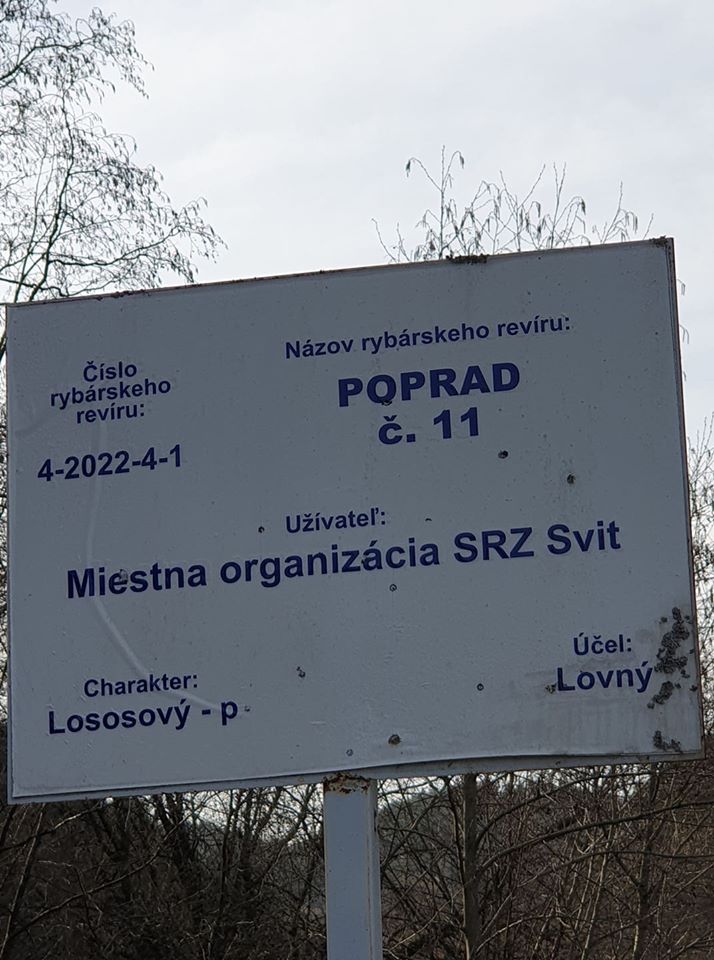 Číslo
rybárskeho
revíru:
4-2022-4-1
Názov rybárskeho revíru:
POPRAD
č. 11
Užívateľ:
Miestna organizácia SRZ Svit
Charakter:
Lososový - p
Účel:
Lovný